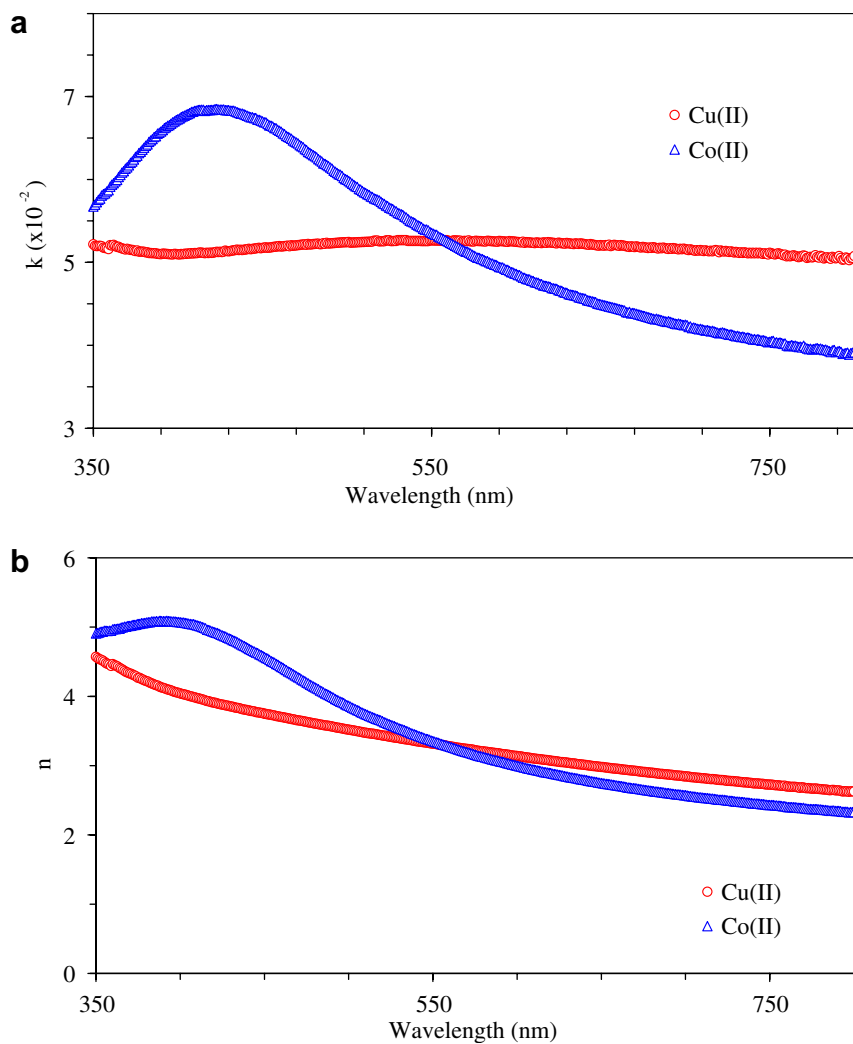 a
7
5
3
k (x10⁻²)
Cu(II)
Co(II)
350 550 750
Wavelength (nm)
b
6
4
2
0
n
Cu(II)
Co(II)
350 550 750
Wavelength (nm)